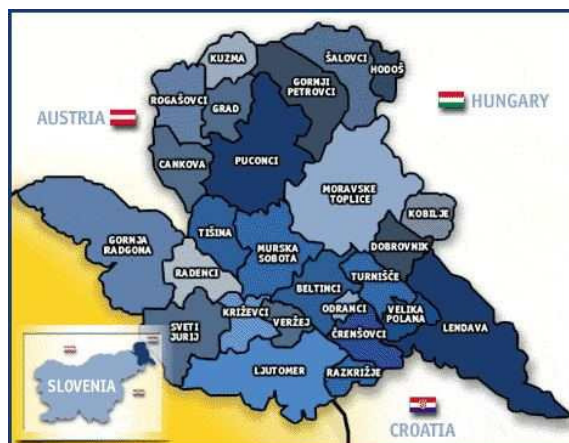 KUZMA
ŠALOVCI
HODOŠ
GORNJI
PETROVCI
ROGAŠOVCI
GRAD
AUSTRIA
HUNGARY
CANKOVA
PUCONCI
MORAVSKE
TOPLICE
KOBILJE
TIŠINA
GORNJA
RADGONA
MURSKA
SOBOTA
DOBROVNIK
RADENCI
BELTINCI
TURNIŠČE
SVETI
JURIJ
KRIŽEVCI
VERŽEJ
ODRANCI
VELIKA
POLANA
LENDAVA
ČRENŠOVCI
LJUTOMER
RAZKRIŽJE
SLOVENIA
CROATIA